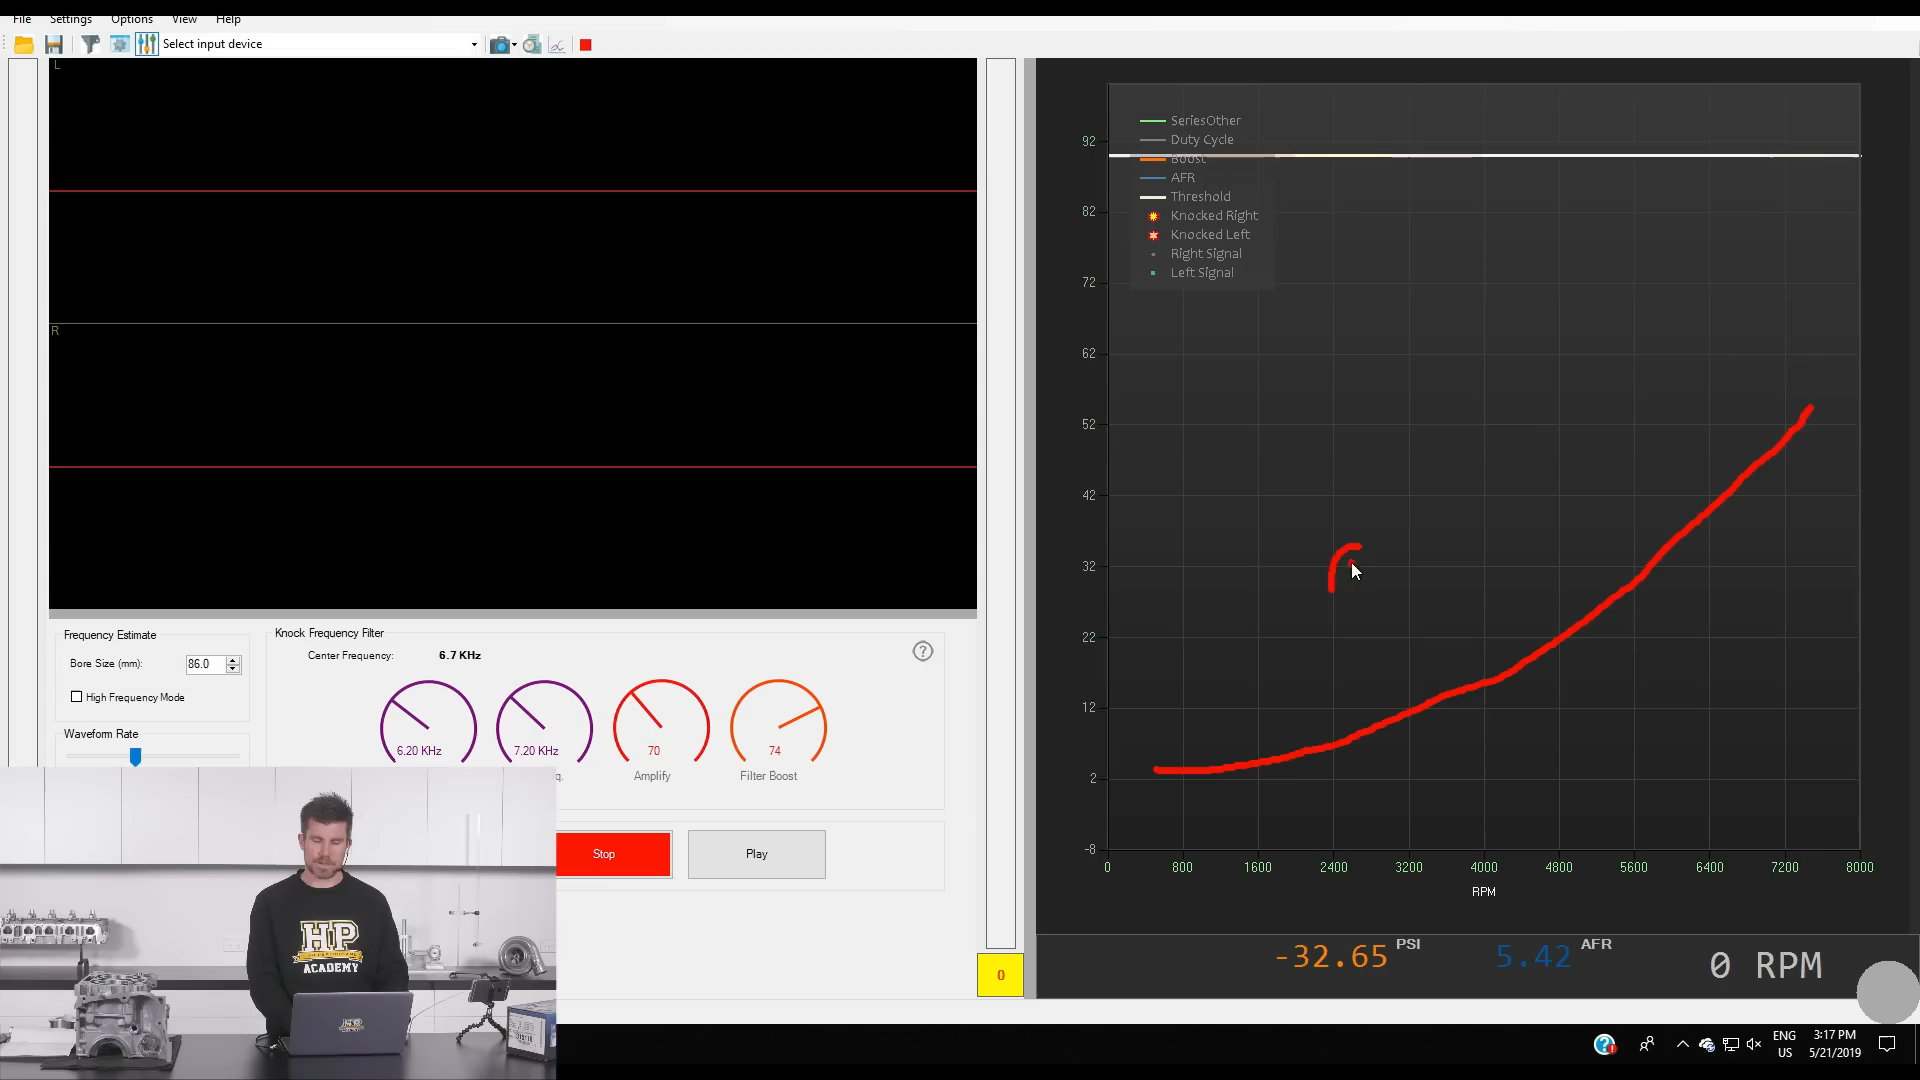 File Settings Options View Help
Select input device
L
R
SeriesOther
Duty Cycle
Boost
AFR
Threshold
Knocked Right
Knocked Left
Right Signal
Left Signal
92
82
72
62
52
42
32
22
12
2
-8
0 800 1600 2400 3200 4000 4800 5600 6400 7200 8000
RPM
Frequency Estimate
Bore Size (mm): 86.0
High Frequency Mode
Waveform Rate
Knock Frequency Filter
Center Frequency: 6.7 KHz
?
6.20 KHz 7.20 KHz 70 74
q. Amplify Filter Boost
Stop Play
0
-32.65 PSI 5.42 AFR 0 RPM
HP
ACADEMY
ENG
US
3:17 PM
5/21/2019